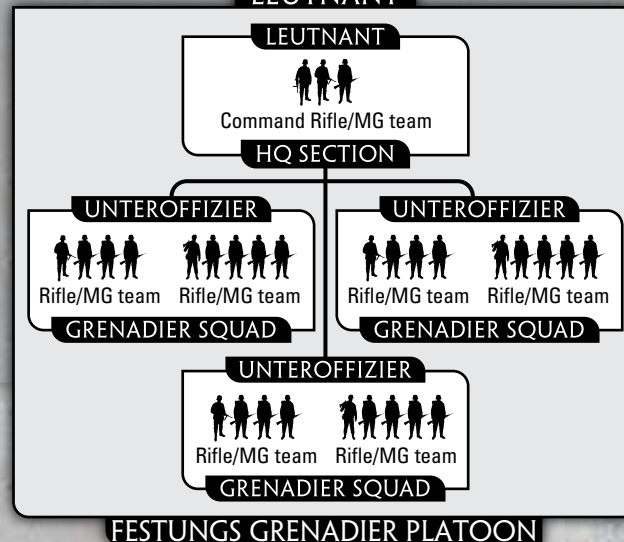 LEUTNANT
LEUTNANT
Command Rifle/MG team
HQ SECTION
UNTEROFFIZIER
Rifle/MG team Rifle/MG team
GRENADIER SQUAD
UNTEROFFIZIER
Rifle/MG team Rifle/MG team
GRENADIER SQUAD
UNTEROFFIZIER
Rifle/MG team Rifle/MG team
GRENADIER SQUAD
FESTUNGS GRENADIER PLATOON